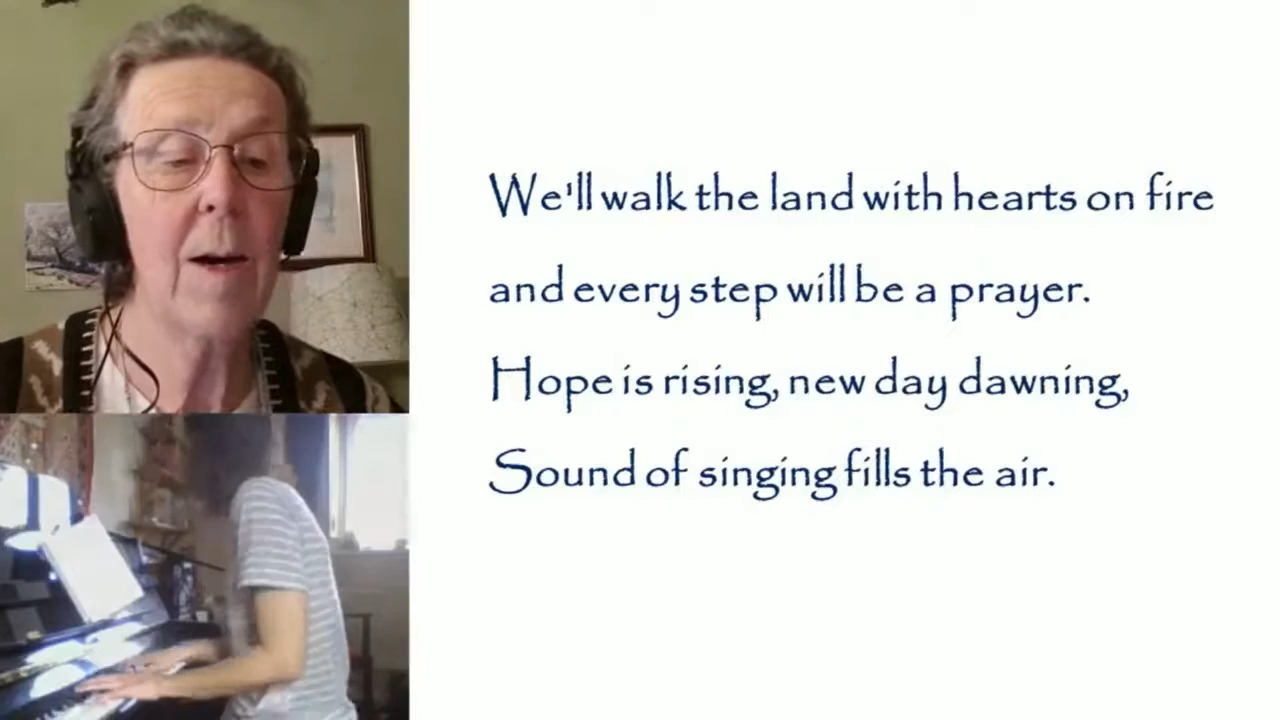 We'll walk the land with hearts on fire
and every step will be a prayer.
Hope is rising, new day dawning,
Sound of singing fills the air.